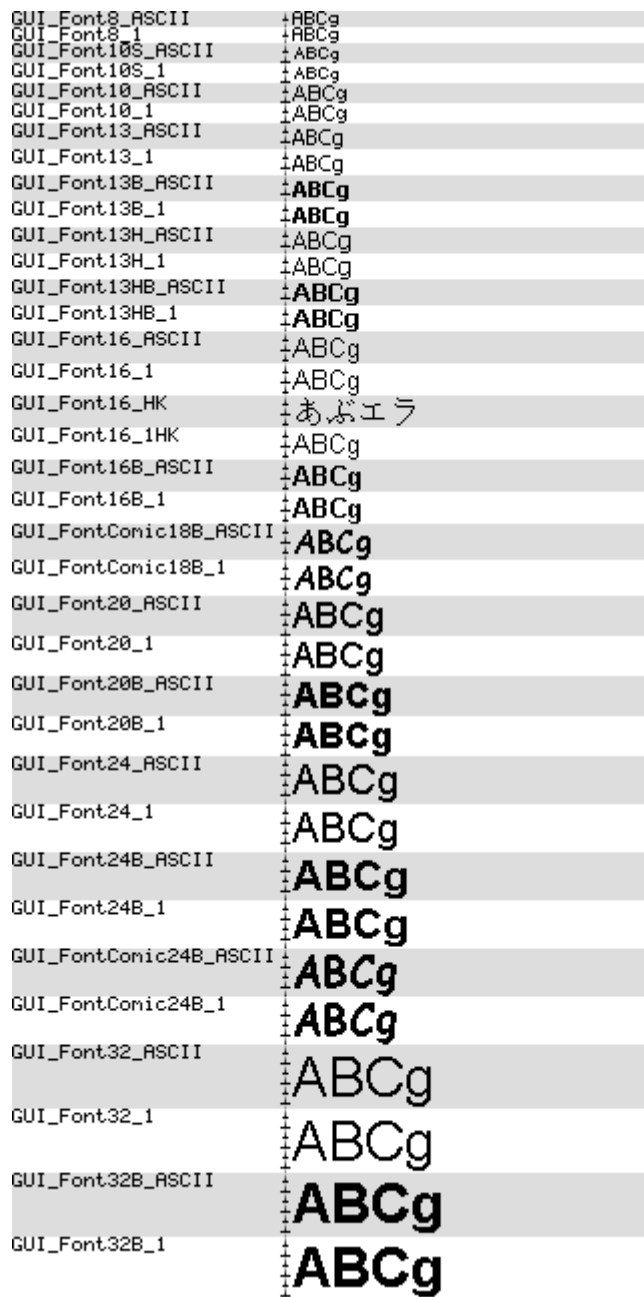 GUI_Font8_ASCII ABCg
GUI_Font8_1 ABCg
GUI_Font10S_ASCII ABCg
GUI_Font10S_1 ABCg
GUI_Font10_ASCII ABCg
GUI_Font10_1 ABCg
GUI_Font13_ASCII ABCg
GUI_Font13_1 ABCg
GUI_Font13B_ASCII ABCg
GUI_Font13B_1 ABCg
GUI_Font13H_ASCII ABCg
GUI_Font13H_1 ABCg
GUI_Font13HB_ASCII ABCg
GUI_Font13HB_1 ABCg
GUI_Font16_ASCII ABCg
GUI_Font16_1 ABCg
GUI_Font16_HK あぶエラ
GUI_Font16_1HK ABCg
GUI_Font16B_ASCII ABCg
GUI_Font16B_1 ABCg
GUI_FontComic18B_ASCII ABCg
GUI_FontComic18B_1 ABCg
GUI_Font20_ASCII ABCg
GUI_Font20_1 ABCg
GUI_Font20B_ASCII ABCg
GUI_Font20B_1 ABCg
GUI_Font24_ASCII ABCg
GUI_Font24_1 ABCg
GUI_Font24B_ASCII ABCg
GUI_Font24B_1 ABCg
GUI_FontComic24B_ASCII ABCg
GUI_FontComic24B_1 ABCg
GUI_Font32_ASCII ABCg
GUI_Font32_1 ABCg
GUI_Font32B_ASCII ABCg
GUI_Font32B_1 ABCg